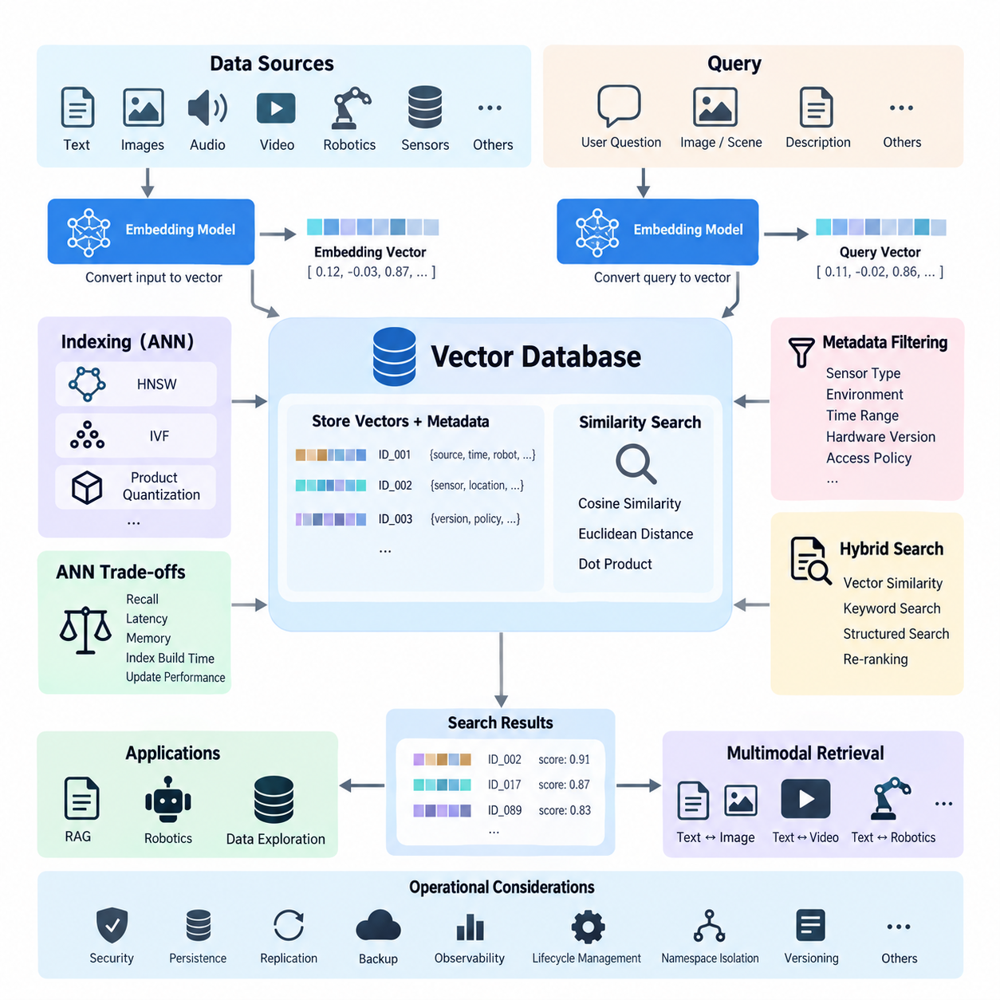 Data Sources
Text
Images
Audio
Video
Robotics
Sensors
...
Others
Query
User Question
Image / Scene
Description
...
Others
Embedding Model
Convert input to vector
Embedding Vector
[ 0.12, -0.03, 0.87, ... ]
Embedding Model
Convert query to vector
Query Vector
[ 0.11, -0.02, 0.86, ... ]
Indexing (ANN)
HNSW
IVF
Product
Quantization
...
ANN Trade-offs
Recall
Latency
Memory
Index Build Time
Update Performance
Vector Database
Store Vectors + Metadata
ID_001 {source, time, robot, ...}
ID_002 {sensor, location, ...}
ID_003 {version, policy, ...}
...
Similarity Search
Cosine Similarity
Euclidean Distance
Dot Product
Metadata Filtering
Sensor Type
Environment
Time Range
Hardware Version
Access Policy
...
Hybrid Search
Vector Similarity
Keyword Search
Structured Search
Re-ranking
Search Results
ID_002 score: 0.91
ID_017 score: 0.87
ID_089 score: 0.83
...
Applications
RAG
Robotics
Data Exploration
Multimodal Retrieval
Text ↔ Image
Text ↔ Video
Text ↔ Robotics
...
Operational Considerations
Security
Persistence
Replication
Backup
Observability
Lifecycle Management
Namespace Isolation
Versioning
...
Others